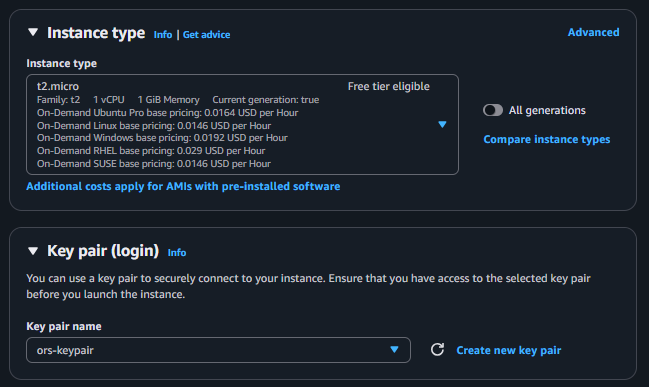 Instance type Info | Get advice
Advanced
Instance type
t2.micro Free tier eligible
Family: t2 1 vCPU 1 GiB Memory Current generation: true
On-Demand Ubuntu Pro base pricing: 0.0164 USD per Hour
On-Demand Linux base pricing: 0.0146 USD per Hour
On-Demand Windows base pricing: 0.0192 USD per Hour
On-Demand RHEL base pricing: 0.029 USD per Hour
On-Demand SUSE base pricing: 0.0146 USD per Hour
All generations
Compare instance types
Additional costs apply for AMIs with pre-installed software
Key pair (login) Info
You can use a key pair to securely connect to your instance. Ensure that you have access to the selected key pair
before you launch the instance.
Key pair name
ors-keypair
Create new key pair